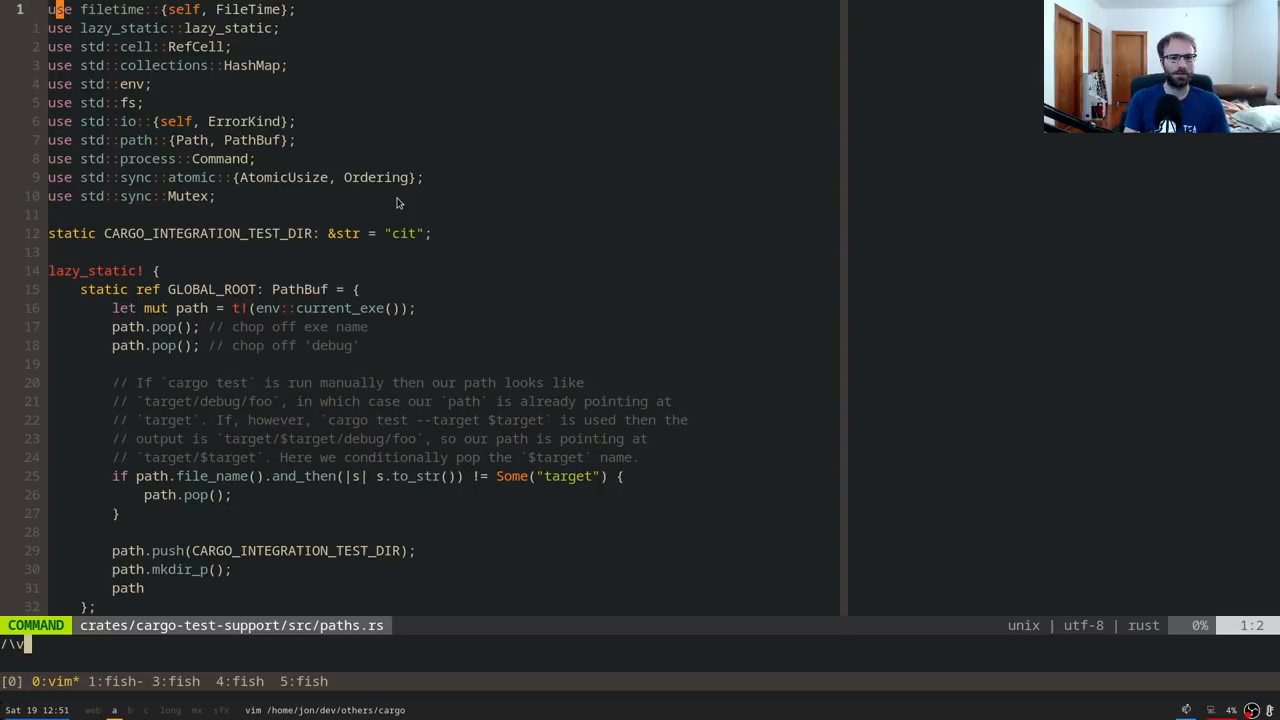 1 use filetime::{self, FileTime};
1 use lazy_static::lazy_static;
2 use std::cell::RefCell;
3 use std::collections::HashMap;
4 use std::env;
5 use std::fs;
6 use std::io::{self, ErrorKind};
7 use std::path::{Path, PathBuf};
8 use std::process::Command;
9 use std::sync::atomic::{AtomicUsize, Ordering};
10 use std::sync::Mutex;
11
12 static CARGO_INTEGRATION_TEST_DIR: &str = "cit";
13
14 lazy_static! {
15     static ref GLOBAL_ROOT: PathBuf = {
16         let mut path = t!(env::current_exe());
17         path.pop(); // chop off exe name
18         path.pop(); // chop off 'debug'
19
20         // If `cargo test` is run manually then our path looks like
21         // `target/debug/foo`, in which case our `path` is already pointing at
22         // `target`. If, however, `cargo test --target $target` is used then the
23         // output is `target/$target/debug/foo`, so our path is pointing at
24         // `target/$target`. Here we conditionally pop the `$target` name.
25         if path.file_name().and_then(|s| s.to_str()) != Some("target") {
26             path.pop();
27         }
28
29         path.push(CARGO_INTEGRATION_TEST_DIR);
30         path.mkdir_p();
31         path
32     };
COMMAND crates/cargo-test-support/src/paths.rs unix | utf-8 | rust 0% 1:2
/\v
[0] 0:vim* 1:fish- 3:fish 4:fish 5:fish
Sat 19 12:51 web a b c long mx sfx vim /home/jon/dev/others/cargo 4%